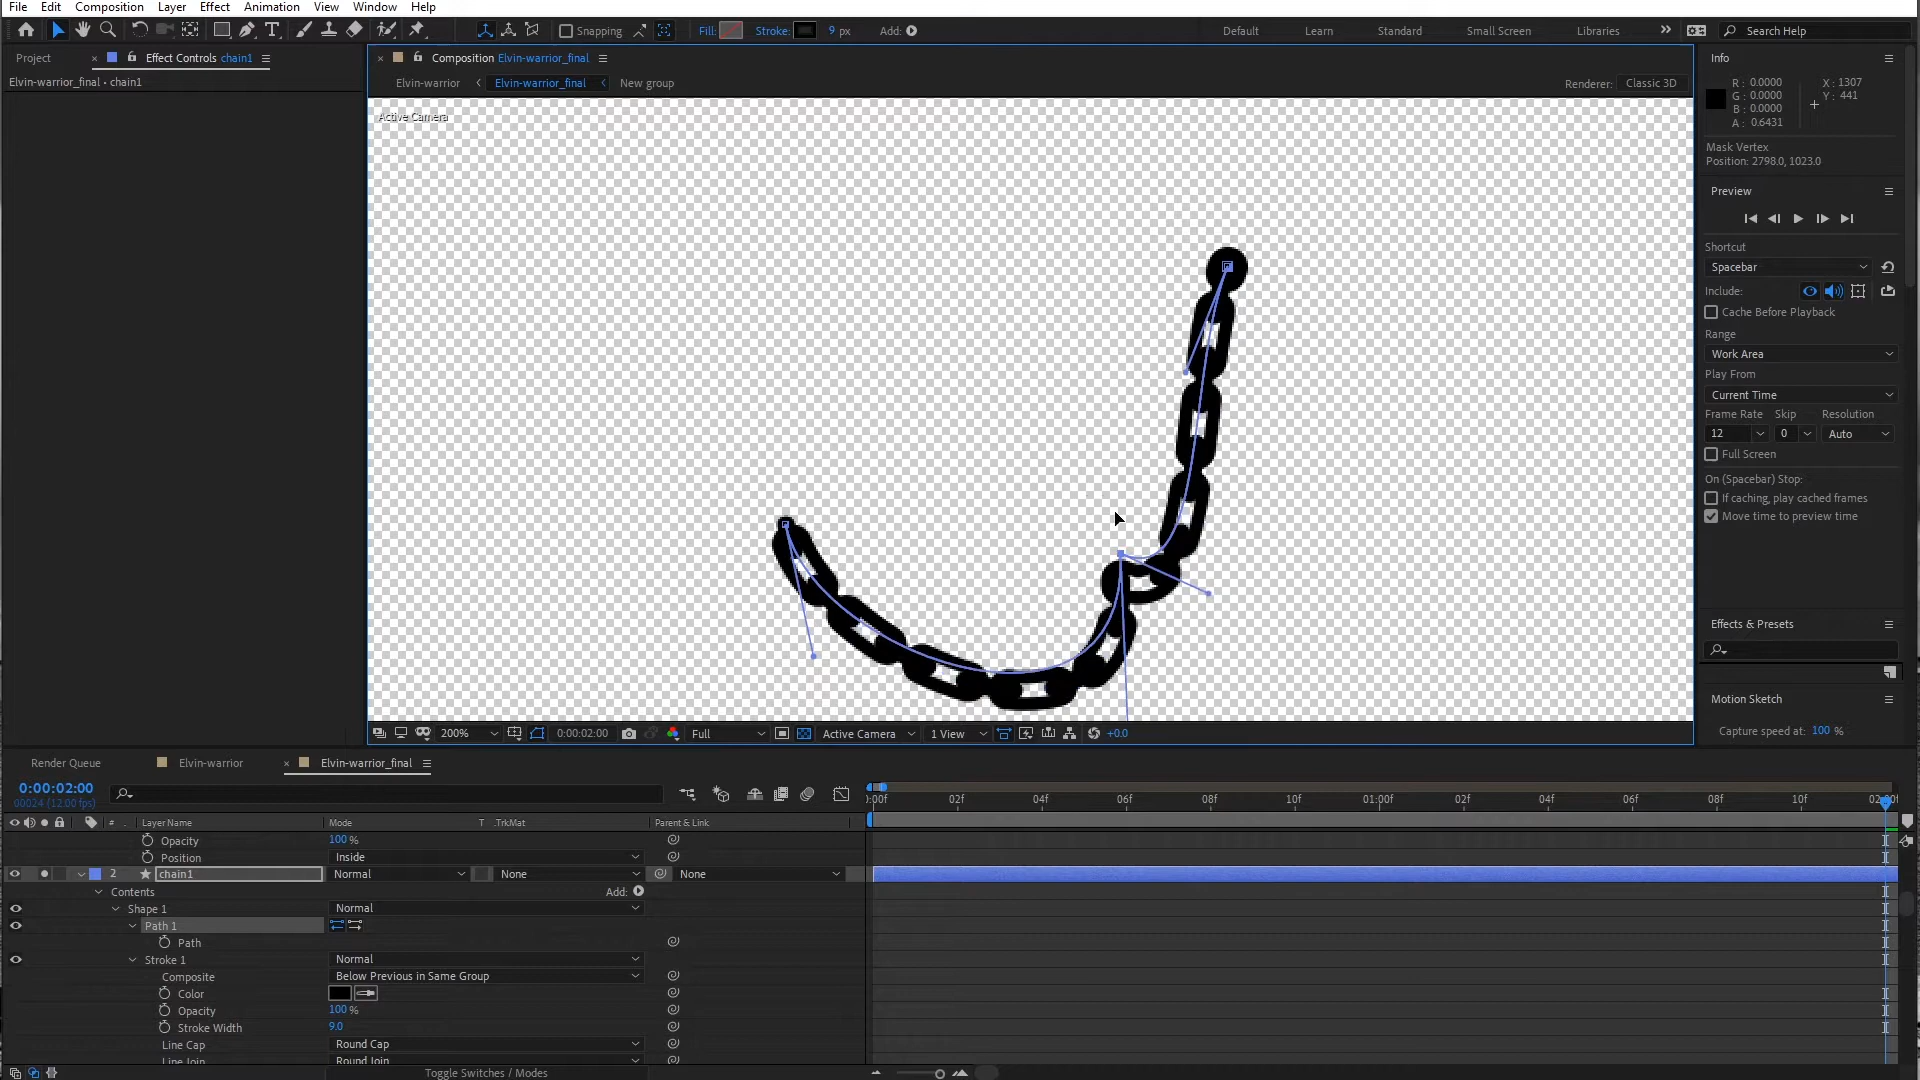 File Edit Composition Layer Effect Animation View Window Help
Snapping Fill: Stroke: 9 px Add: Default Learn Standard Small Screen Libraries Search Help
Project Effect Controls chain1
Elvin-warrior_final • chain1
Composition Elvin-warrior_final
Elvin-warrior Elvin-warrior_final New group
Renderer: Classic 3D
Active Camera
Info
R: 0.0000 X: 1307
G: 0.0000 Y: 441
B: 0.0000
A: 0.6431
Mask Vertex
Position: 2798.0, 1023.0
Preview
Shortcut
Spacebar
Include:
Cache Before Playback
Range
Work Area
Play From
Current Time
Frame Rate Skip Resolution
12 0 Auto
Full Screen
On (Spacebar) Stop:
If caching, play cached frames
Move time to preview time
Effects & Presets
Motion Sketch
Capture speed at: 100 %
200% 0:00:02:00 Full Active Camera 1 View +0.0
Render Queue Elvin-warrior Elvin-warrior_final
0:00:02:00
00024 (12.00 fps)
):00f 02f 04f 06f 08f 10f 01:00f 02f 04f 06f 08f 10f 02:00f
# Layer Name Mode T .TrkMat Parent & Link
Opacity 100 %
Position Inside
2 chain1 Normal None None
Contents Add:
Shape 1 Normal
Path 1
Path
Stroke 1 Normal
Composite Below Previous in Same Group
Color
Opacity 100 %
Stroke Width 9.0
Line Cap Round Cap
Line Join Round Join
Toggle Switches / Modes